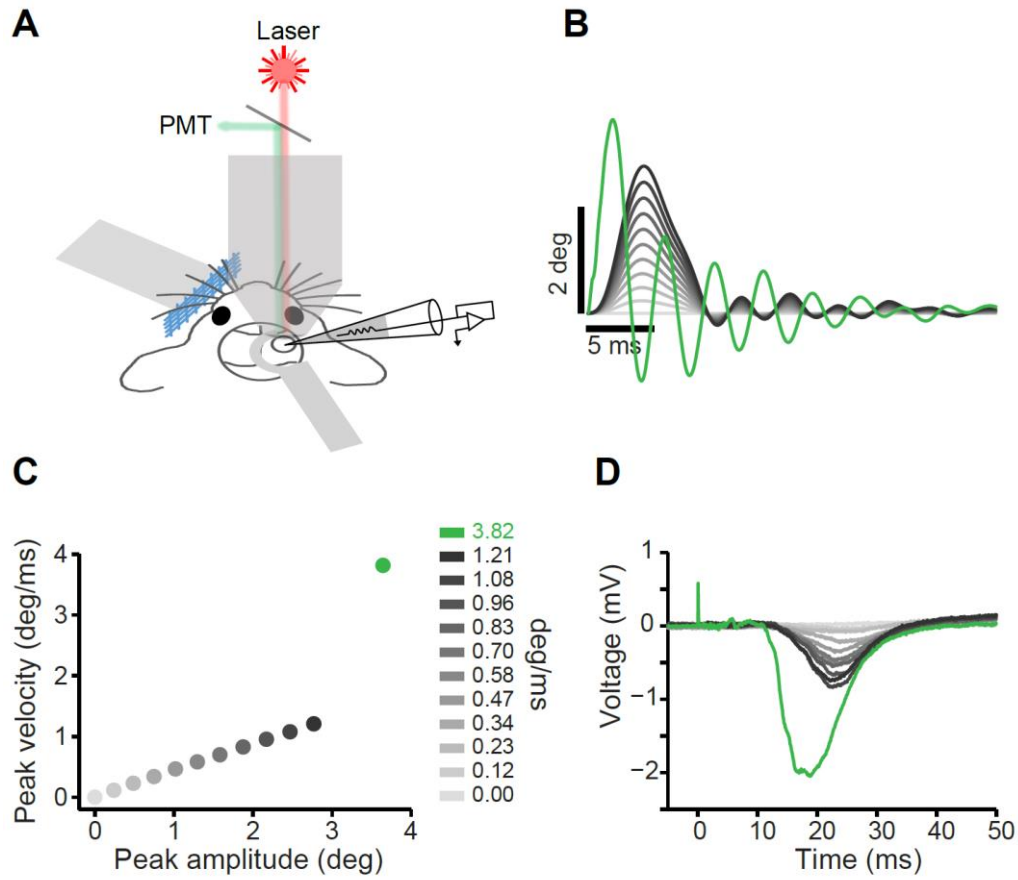 A
Laser
PMT
B
2 deg
5 ms
C
Peak velocity (deg/ms)
4
3
2
1
0
0 1 2 3 4
Peak amplitude (deg)
3.82
1.21
1.08
0.96
0.83
0.70
0.58
0.47
0.34
0.23
0.12
0.00
deg/ms
D
Voltage (mV)
1
0
−1
−2
0 10 20 30 40 50
Time (ms)